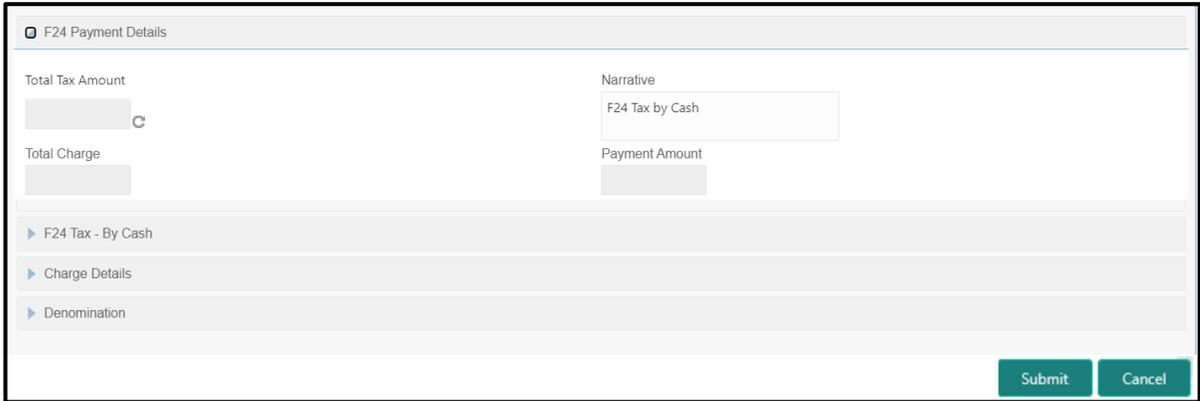 F24 Payment Details
Total Tax Amount
Narrative
F24 Tax by Cash
Total Charge
Payment Amount
F24 Tax - By Cash
Charge Details
Denomination
Submit
Cancel